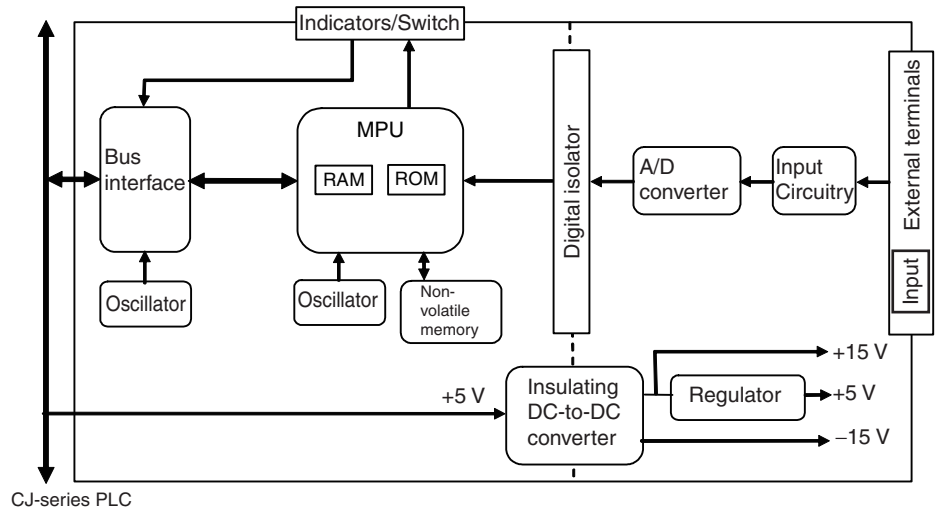 Indicators/Switch
Bus
interface
MPU
RAM
ROM
Digital isolator
A/D
converter
Input
Circuitry
External terminals
Input
Oscillator
Oscillator
Non-
volatile
memory
+5 V
Insulating
DC-to-DC
converter
Regulator
+15 V
+5 V
−15 V
CJ-series PLC